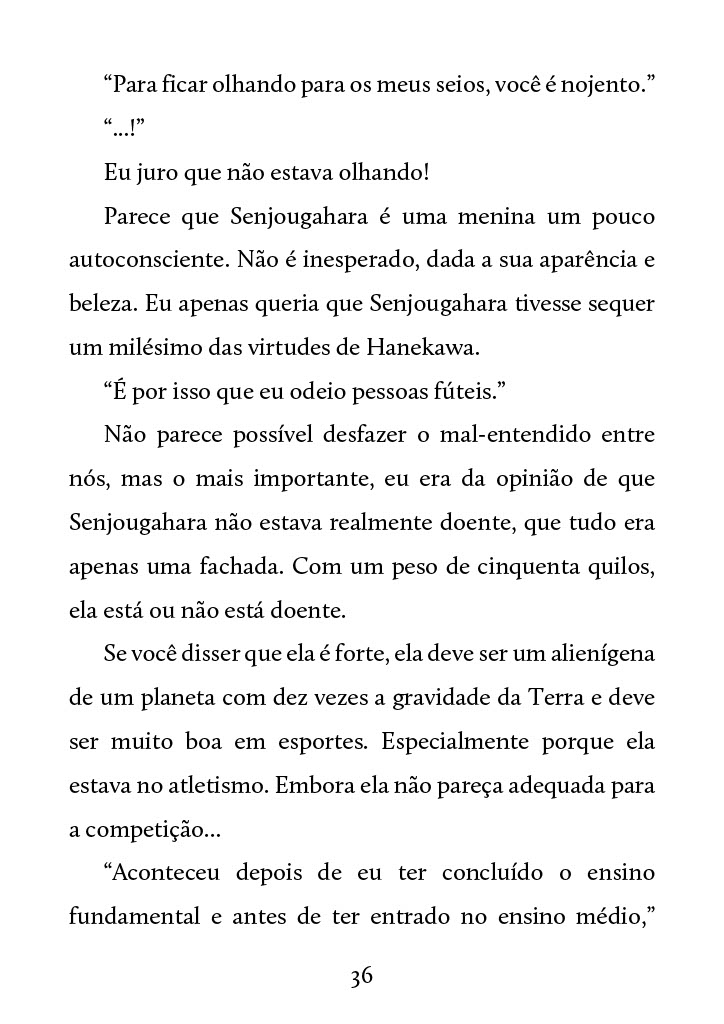 “Para ficar olhando para os meus seios, você é nojento.”
“...!”
Eu juro que não estava olhando!
Parece que Senjougahara é uma menina um pouco
autoconsciente. Não é inesperado, dada a sua aparência e
beleza. Eu apenas queria que Senjougahara tivesse sequer
um milésimo das virtudes de Hanekawa.
“É por isso que eu odeio pessoas fúteis.”
Não parece possível desfazer o mal-entendido entre
nós, mas o mais importante, eu era da opinião de que
Senjougahara não estava realmente doente, que tudo era
apenas uma fachada. Com um peso de cinquenta quilos,
ela está ou não está doente.
Se você disser que ela é forte, ela deve ser um alienígena
de um planeta com dez vezes a gravidade da Terra e deve
ser muito boa em esportes. Especialmente porque ela
estava no atletismo. Embora ela não pareça adequada para
a competição...
“Aconteceu depois de eu ter concluído o ensino
fundamental e antes de ter entrado no ensino médio,”
36